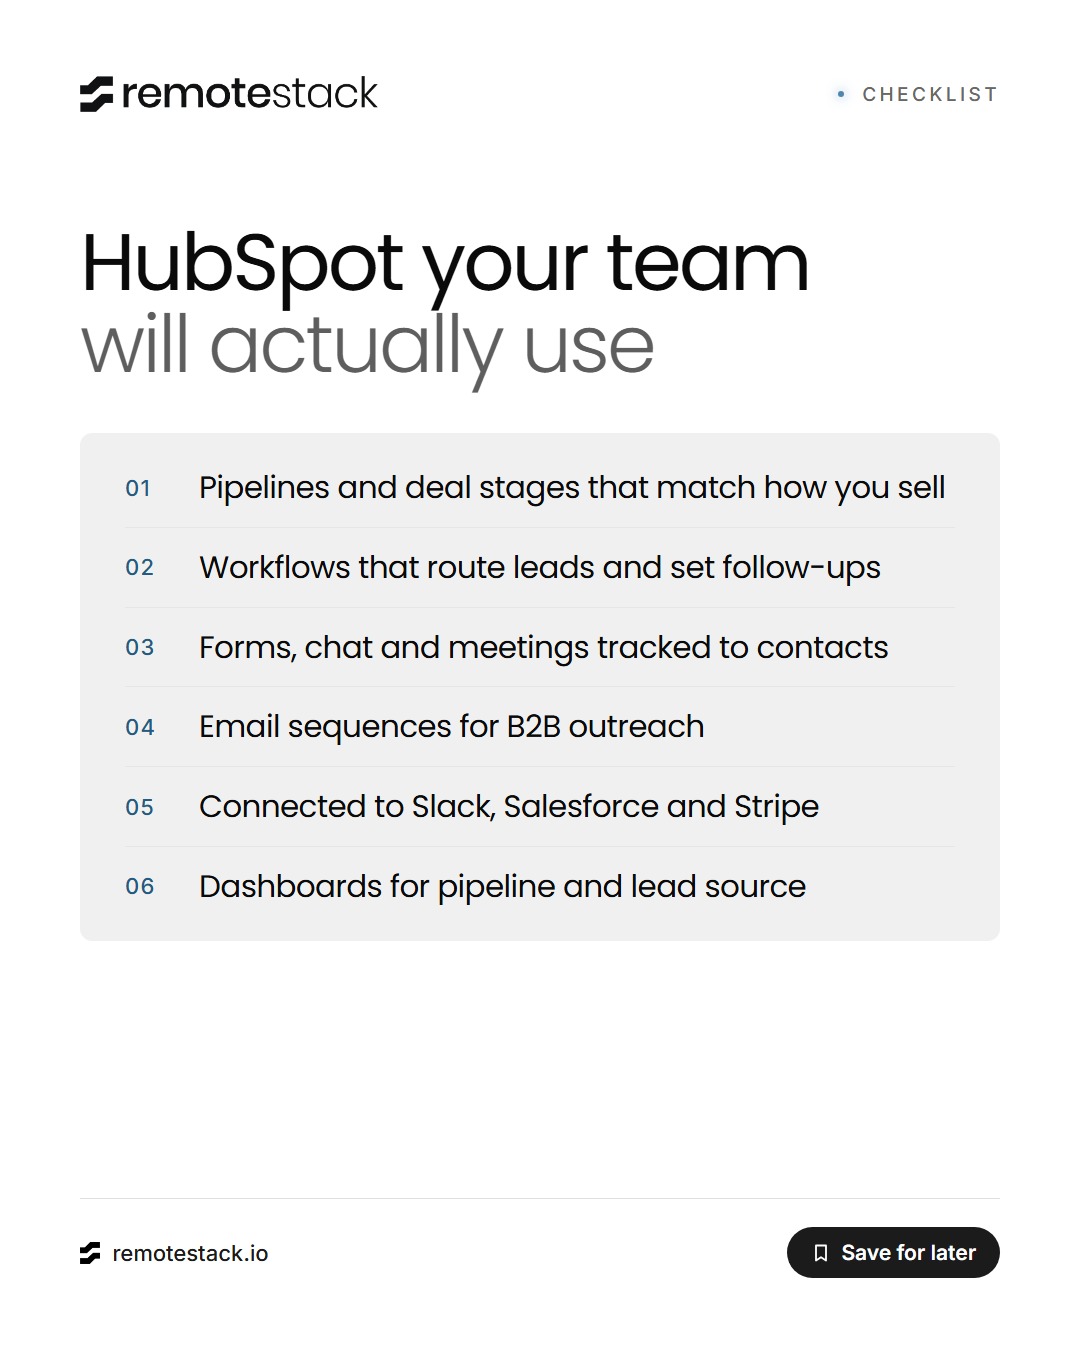 remotestack
CHECKLIST
HubSpot your team
will actually use
01 Pipelines and deal stages that match how you sell
02 Workflows that route leads and set follow-ups
03 Forms, chat and meetings tracked to contacts
04 Email sequences for B2B outreach
05 Connected to Slack, Salesforce and Stripe
06 Dashboards for pipeline and lead source
remotestack.io
Save for later